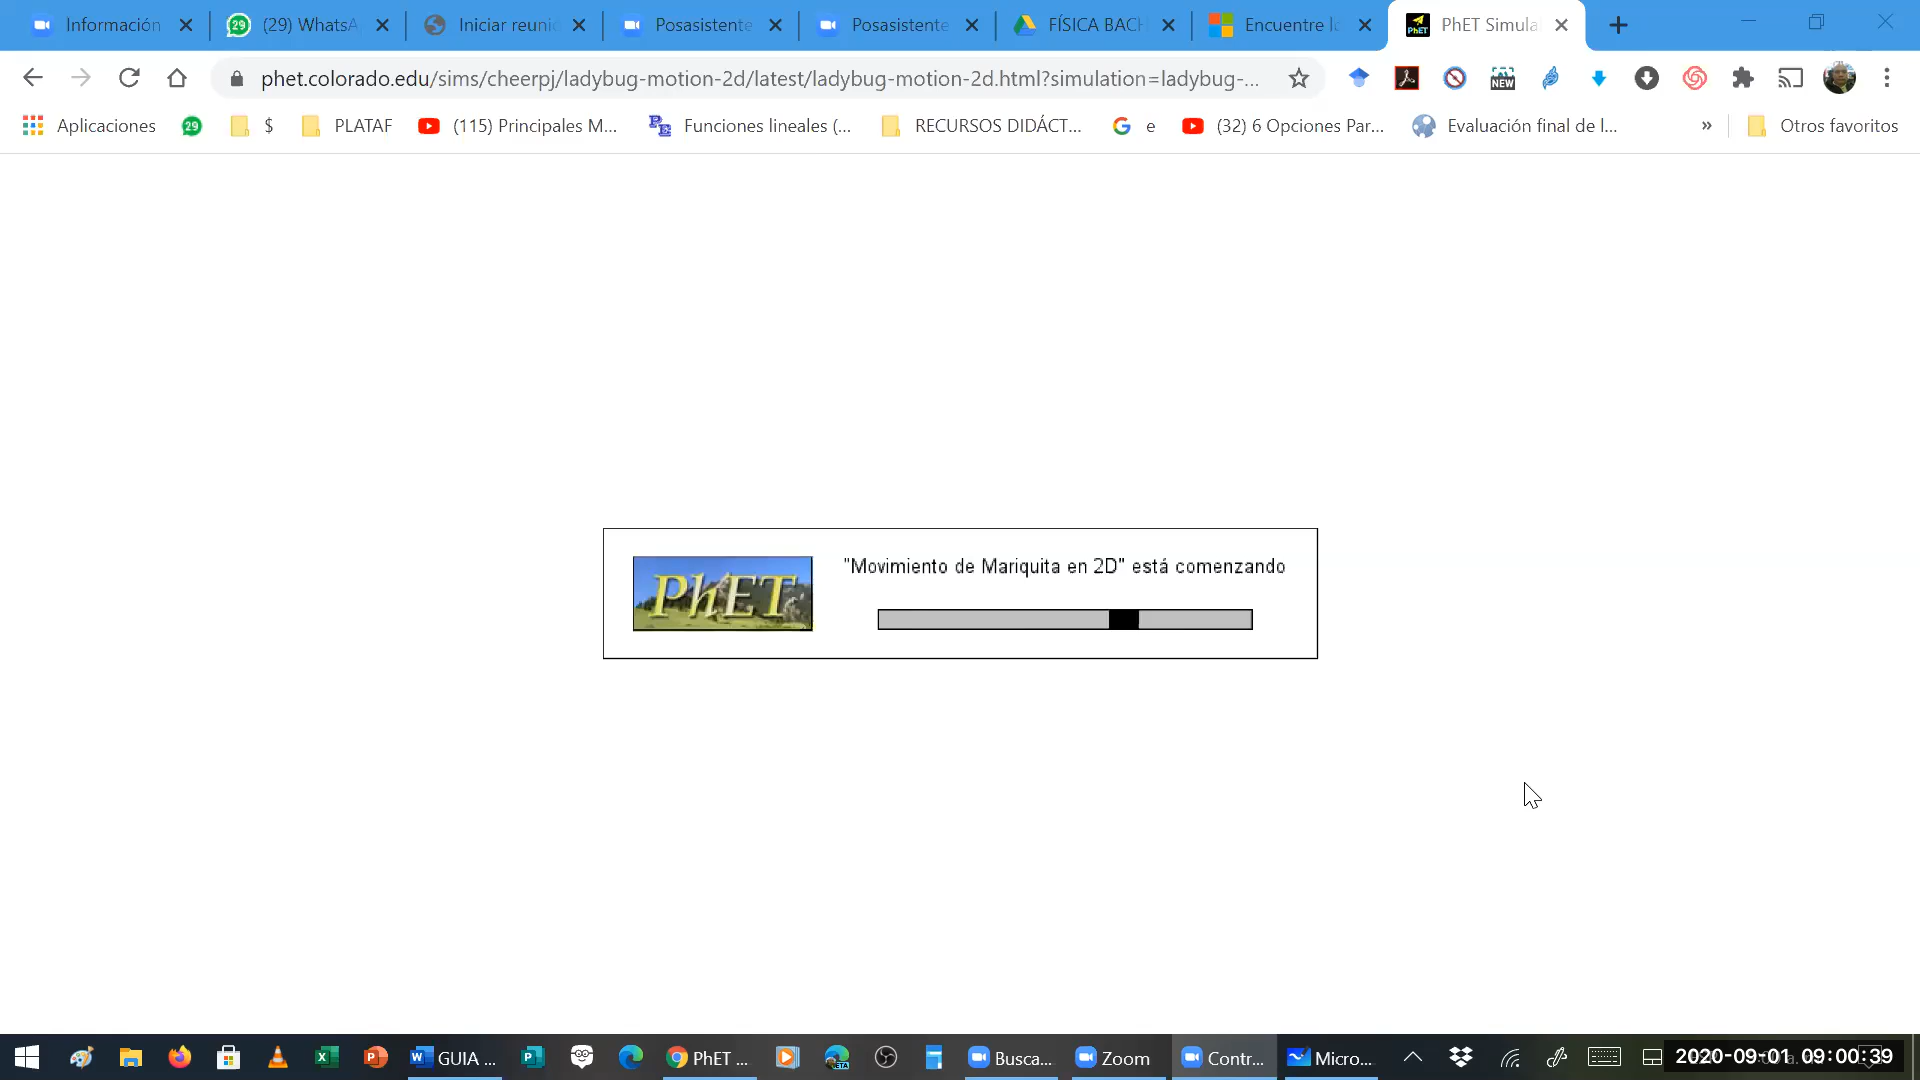 Información
(29) WhatsA
Iniciar reuni
Posasistente
Posasistente
FÍSICA BACH
Encuentre lo
PhET Simula
phet.colorado.edu/sims/cheerpj/ladybug-motion-2d/latest/ladybug-motion-2d.html?simulation=ladybug-...
NEW
Aplicaciones
29
$
PLATAF
(115) Principales M...
Funciones lineales (...
RECURSOS DIDÁCT...
e
(32) 6 Opciones Par...
Evaluación final de l...
»
Otros favoritos
PhET
"Movimiento de Mariquita en 2D" está comenzando
GUIA ...
PhET ...
Busca...
Zoom
Contr...
Micro...
2020-09-01 09:00:39